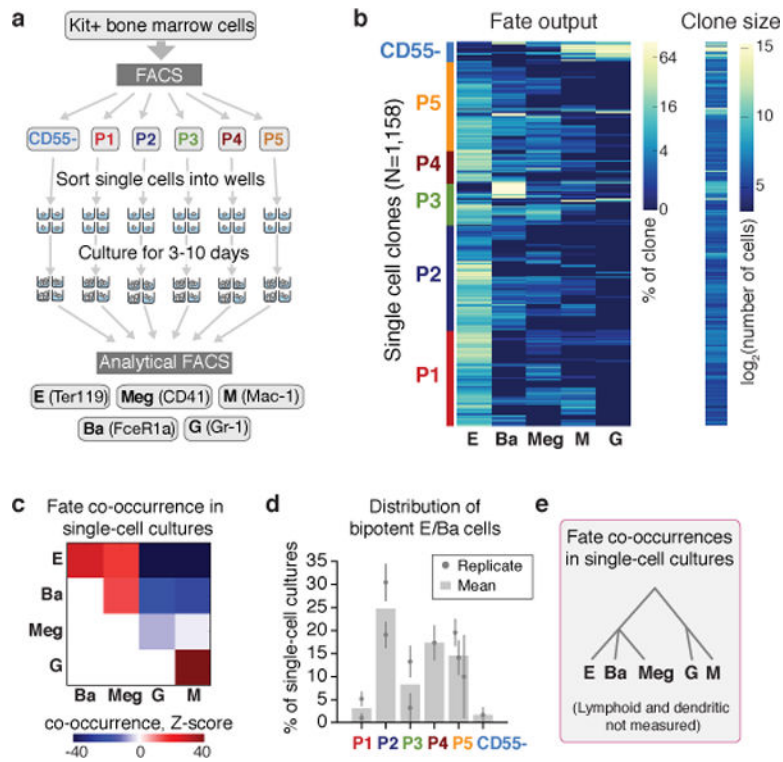 a
Kit+ bone marrow cells
FACS
CD55- P1 P2 P3 P4 P5
Sort single cells into wells
Culture for 3-10 days
Analytical FACS
E (Ter119) Meg (CD41) M (Mac-1)
Ba (FceR1a) G (Gr-1)
b
Fate output
Clone size
CD55-
P5
P4
P3
P2
P1
Single cell clones (N=1,158)
E Ba Meg M G
64
16
4
0
% of clone
15
10
5
log2(number of cells)
c
Fate co-occurrence in
single-cell cultures
E
Ba
Meg
G
Ba Meg G M
co-occurrence, Z-score
-40 0 40
d
Distribution of
bipotent E/Ba cells
Replicate
Mean
% of single-cell cultures
35
30
25
20
15
10
5
0
P1 P2 P3 P4 P5 CD55-
e
Fate co-occurrences
in single-cell cultures
E Ba Meg G M
(Lymphoid and dendritic
not measured)